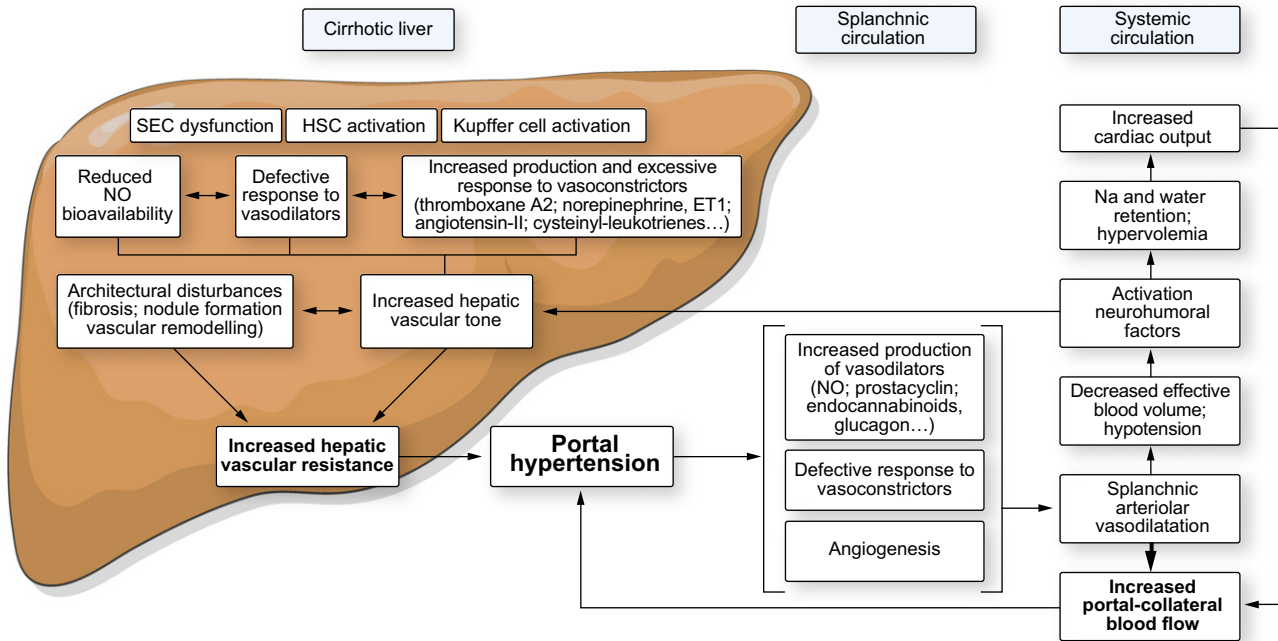 Cirrhotic liver
Splanchnic
circulation
Systemic
circulation
SEC dysfunction
HSC activation
Kupffer cell activation
Reduced
NO
bioavailability
Defective
response to
vasodilators
Increased production and excessive
response to vasoconstrictors
(thromboxane A2; norepinephrine, ET1;
angiotensin-II; cysteinyl-leukotrienes…)
Architectural disturbances
(fibrosis; nodule formation
vascular remodelling)
Increased hepatic
vascular tone
Increased hepatic
vascular resistance
Portal
hypertension
Increased production
of vasodilators
(NO; prostacyclin;
endocannabinoids,
glucagon…)
Defective response to
vasoconstrictors
Angiogenesis
Increased
cardiac output
Na and water
retention;
hypervolemia
Activation
neurohumoral
factors
Decreased effective
blood volume;
hypotension
Splanchnic
arteriolar
vasodilatation
Increased
portal-collateral
blood flow